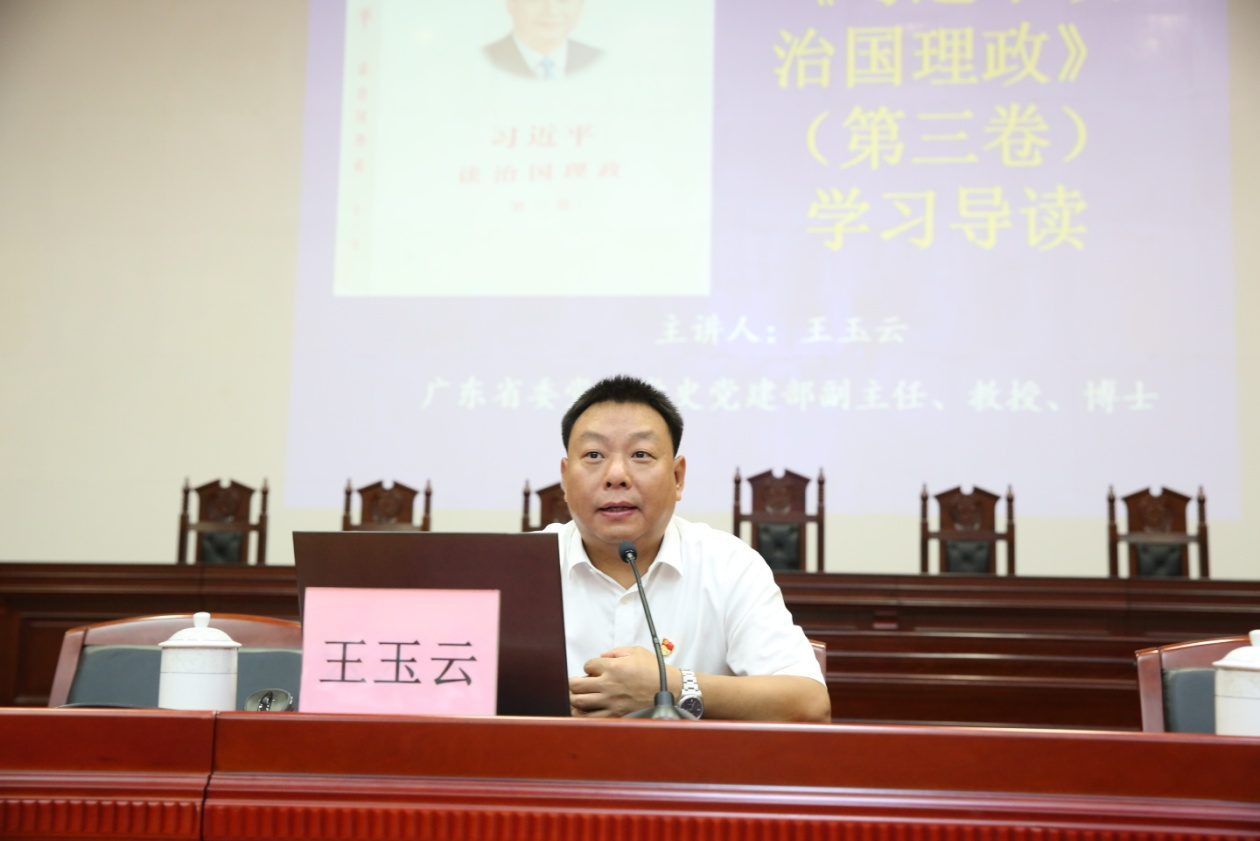 习近平
谈治国理政
治国理政》
（第三卷）
学习导读
主讲人：王玉云
广东省委党 史党建部副主任、教授、博士
王玉云